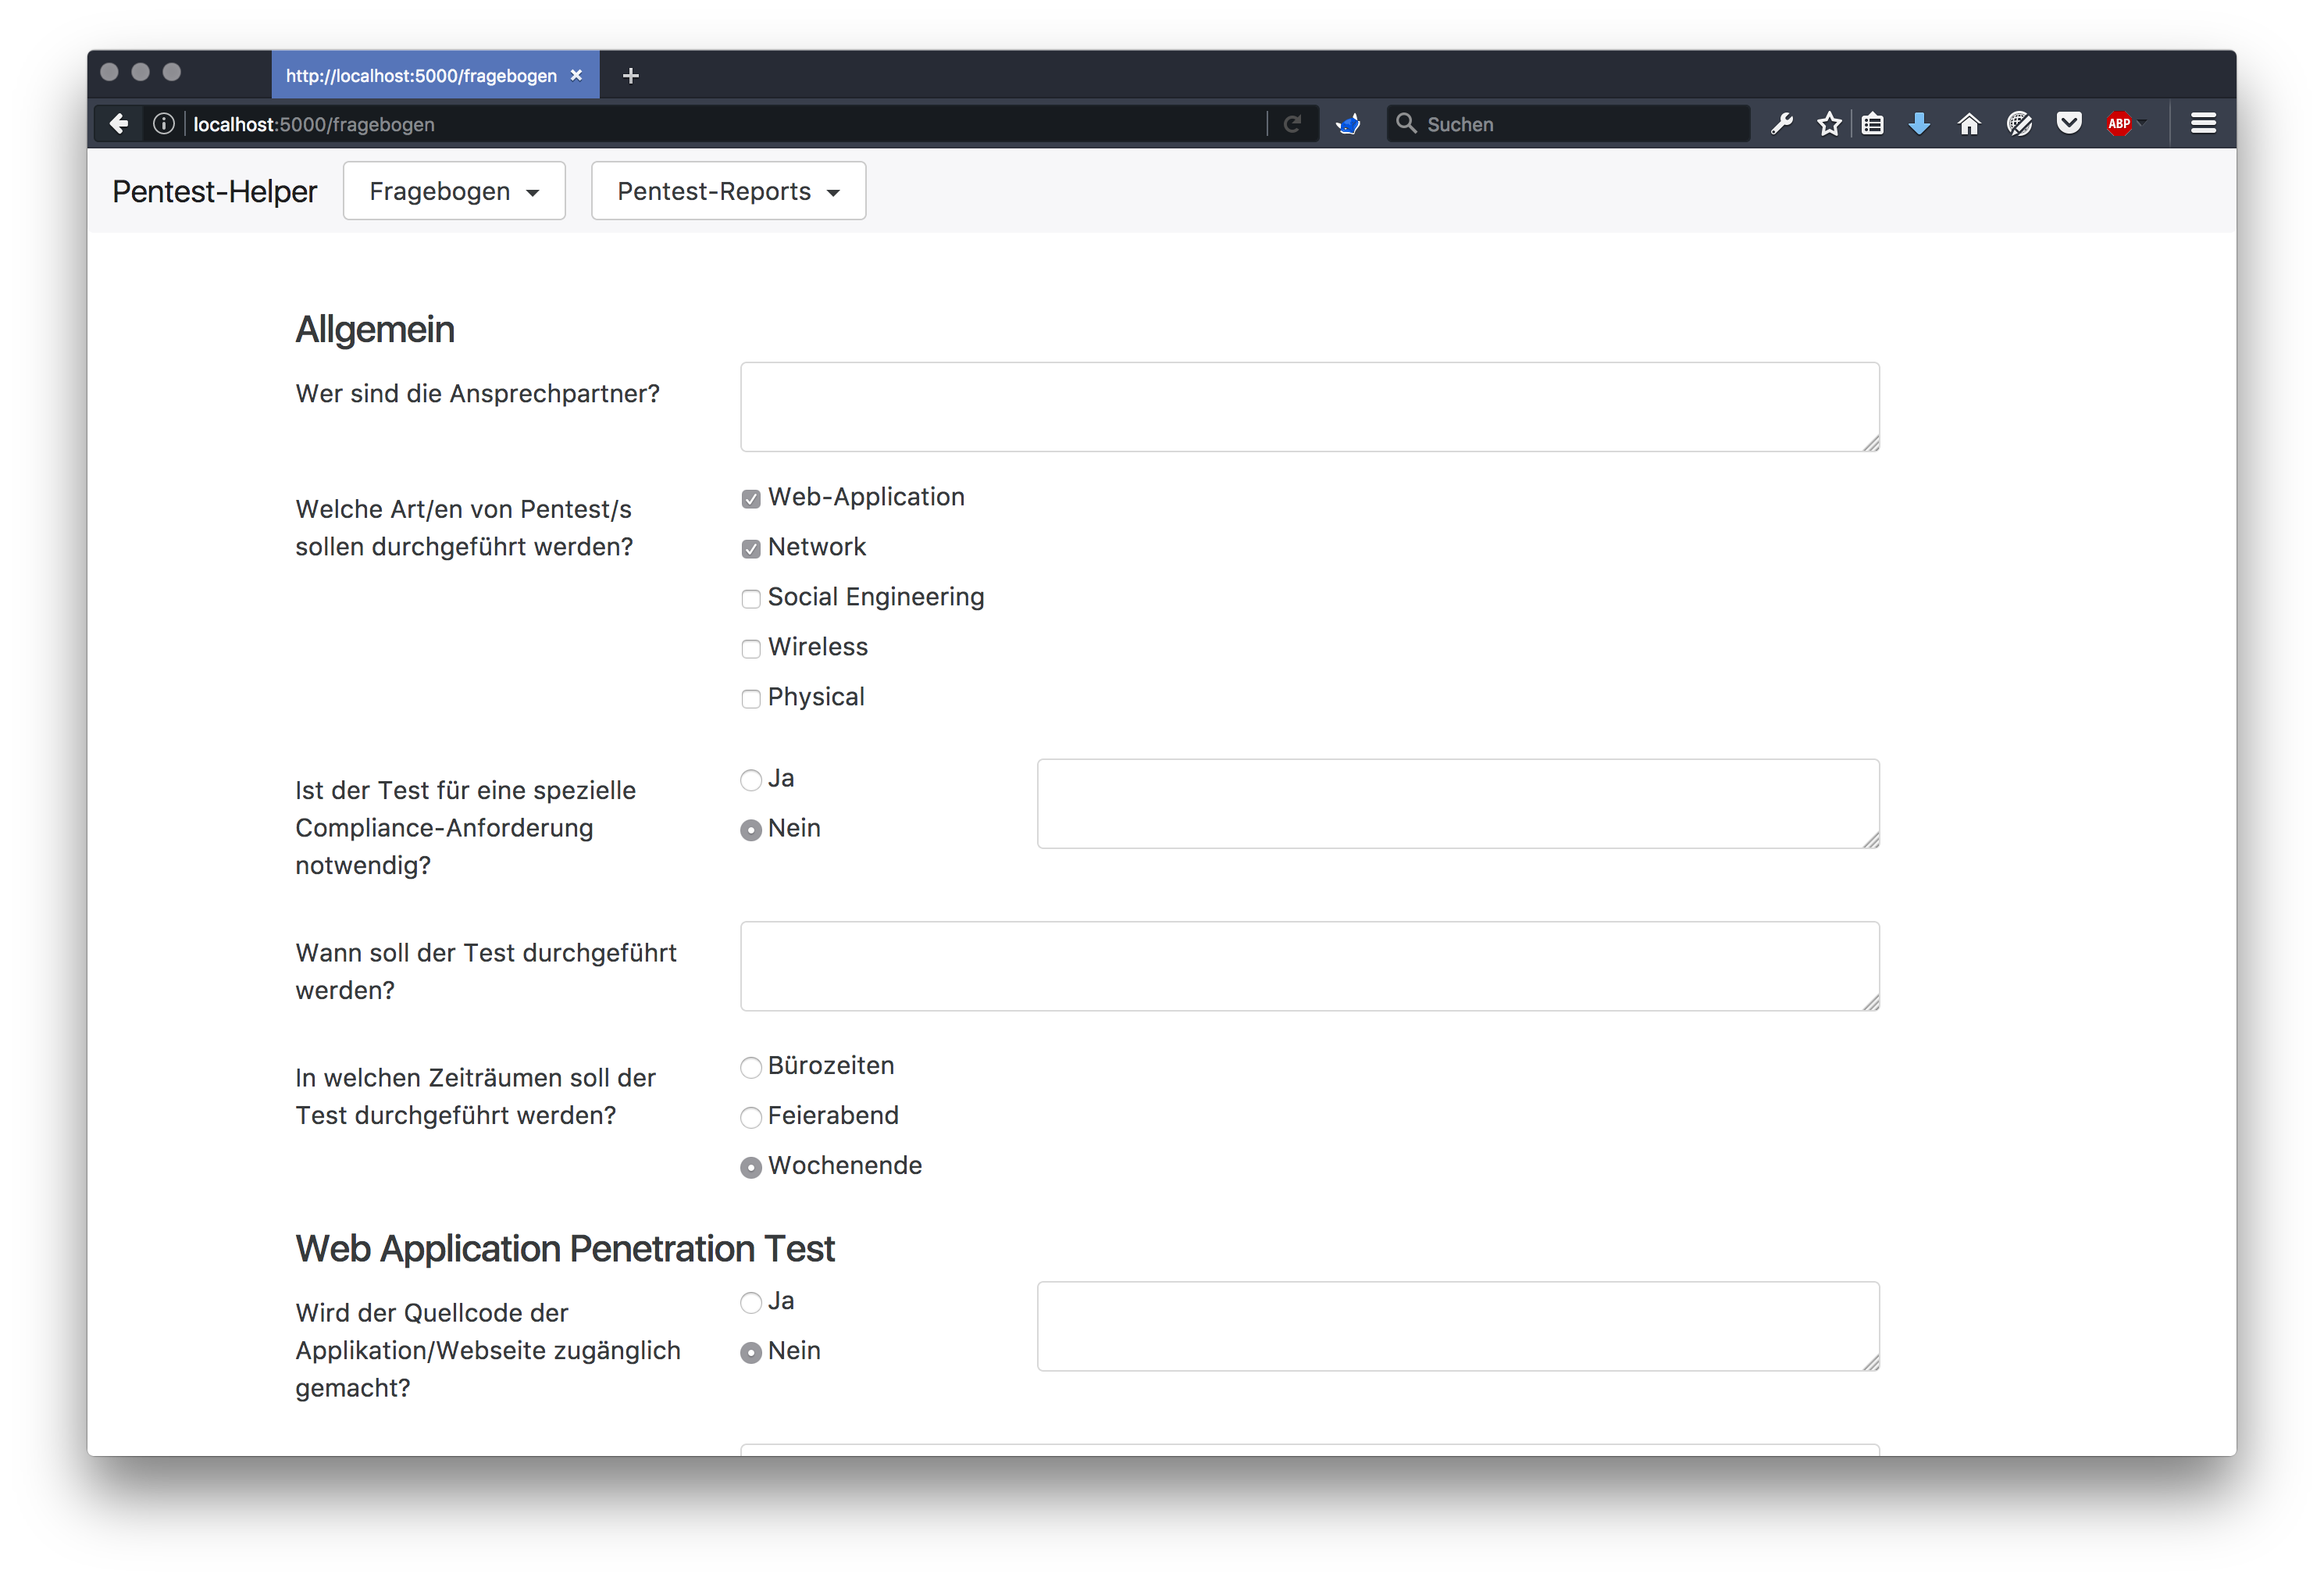 http://localhost:5000/fragebogen
localhost:5000/fragebogen
Suchen
ABP
Pentest-Helper
Fragebogen
Pentest-Reports
Allgemein
Wer sind die Ansprechpartner?
Welche Art/en von Pentest/s
sollen durchgeführt werden?
Web-Application
Network
Social Engineering
Wireless
Physical
Ist der Test für eine spezielle
Compliance-Anforderung
notwendig?
Ja
Nein
Wann soll der Test durchgeführt
werden?
In welchen Zeiträumen soll der
Test durchgeführt werden?
Bürozeiten
Feierabend
Wochenende
Web Application Penetration Test
Wird der Quellcode der
Applikation/Webseite zugänglich
gemacht?
Ja
Nein